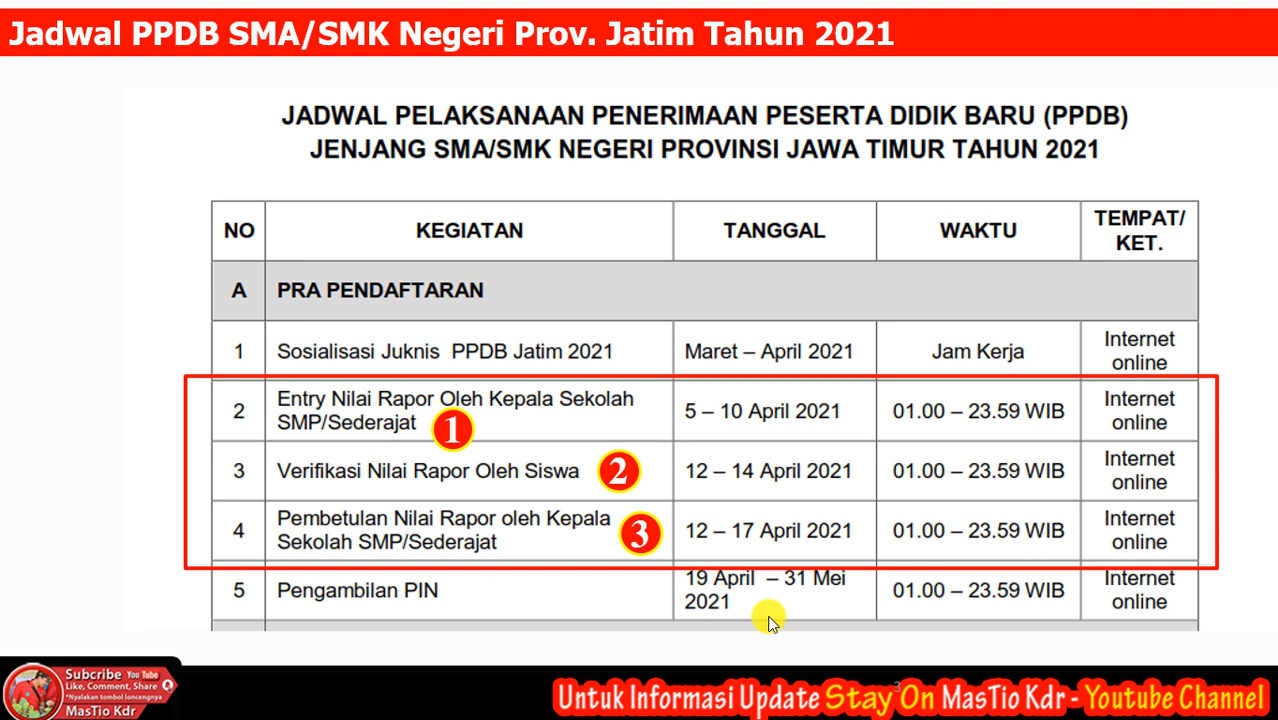 Jadwal PPDB SMA/SMK Negeri Prov. Jatim Tahun 2021
JADWAL PELAKSANAAN PENERIMAAN PESERTA DIDIK BARU (PPDB)
JENJANG SMA/SMK NEGERI PROVINSI JAWA TIMUR TAHUN 2021
NO KEGIATAN TANGGAL WAKTU TEMPAT/
KET.
A PRA PENDAFTARAN
1 Sosialisasi Juknis PPDB Jatim 2021 Maret – April 2021 Jam Kerja Internet
online
2 Entry Nilai Rapor Oleh Kepala Sekolah
SMP/Sederajat 1 5 – 10 April 2021 01.00 – 23.59 WIB Internet
online
3 Verifikasi Nilai Rapor Oleh Siswa 2 12 – 14 April 2021 01.00 – 23.59 WIB Internet
online
4 Pembetulan Nilai Rapor oleh Kepala
Sekolah SMP/Sederajat 3 12 – 17 April 2021 01.00 – 23.59 WIB Internet
online
5 Pengambilan PIN 19 April – 31 Mei
2021 01.00 – 23.59 WIB Internet
online
Subcribe You Tube
Like, Comment, Share
*Nyalakan tombol loncengnya
MasTio Kdr
3
Untuk Informasi Update Stay On MasTio Kdr - Youtube Channel